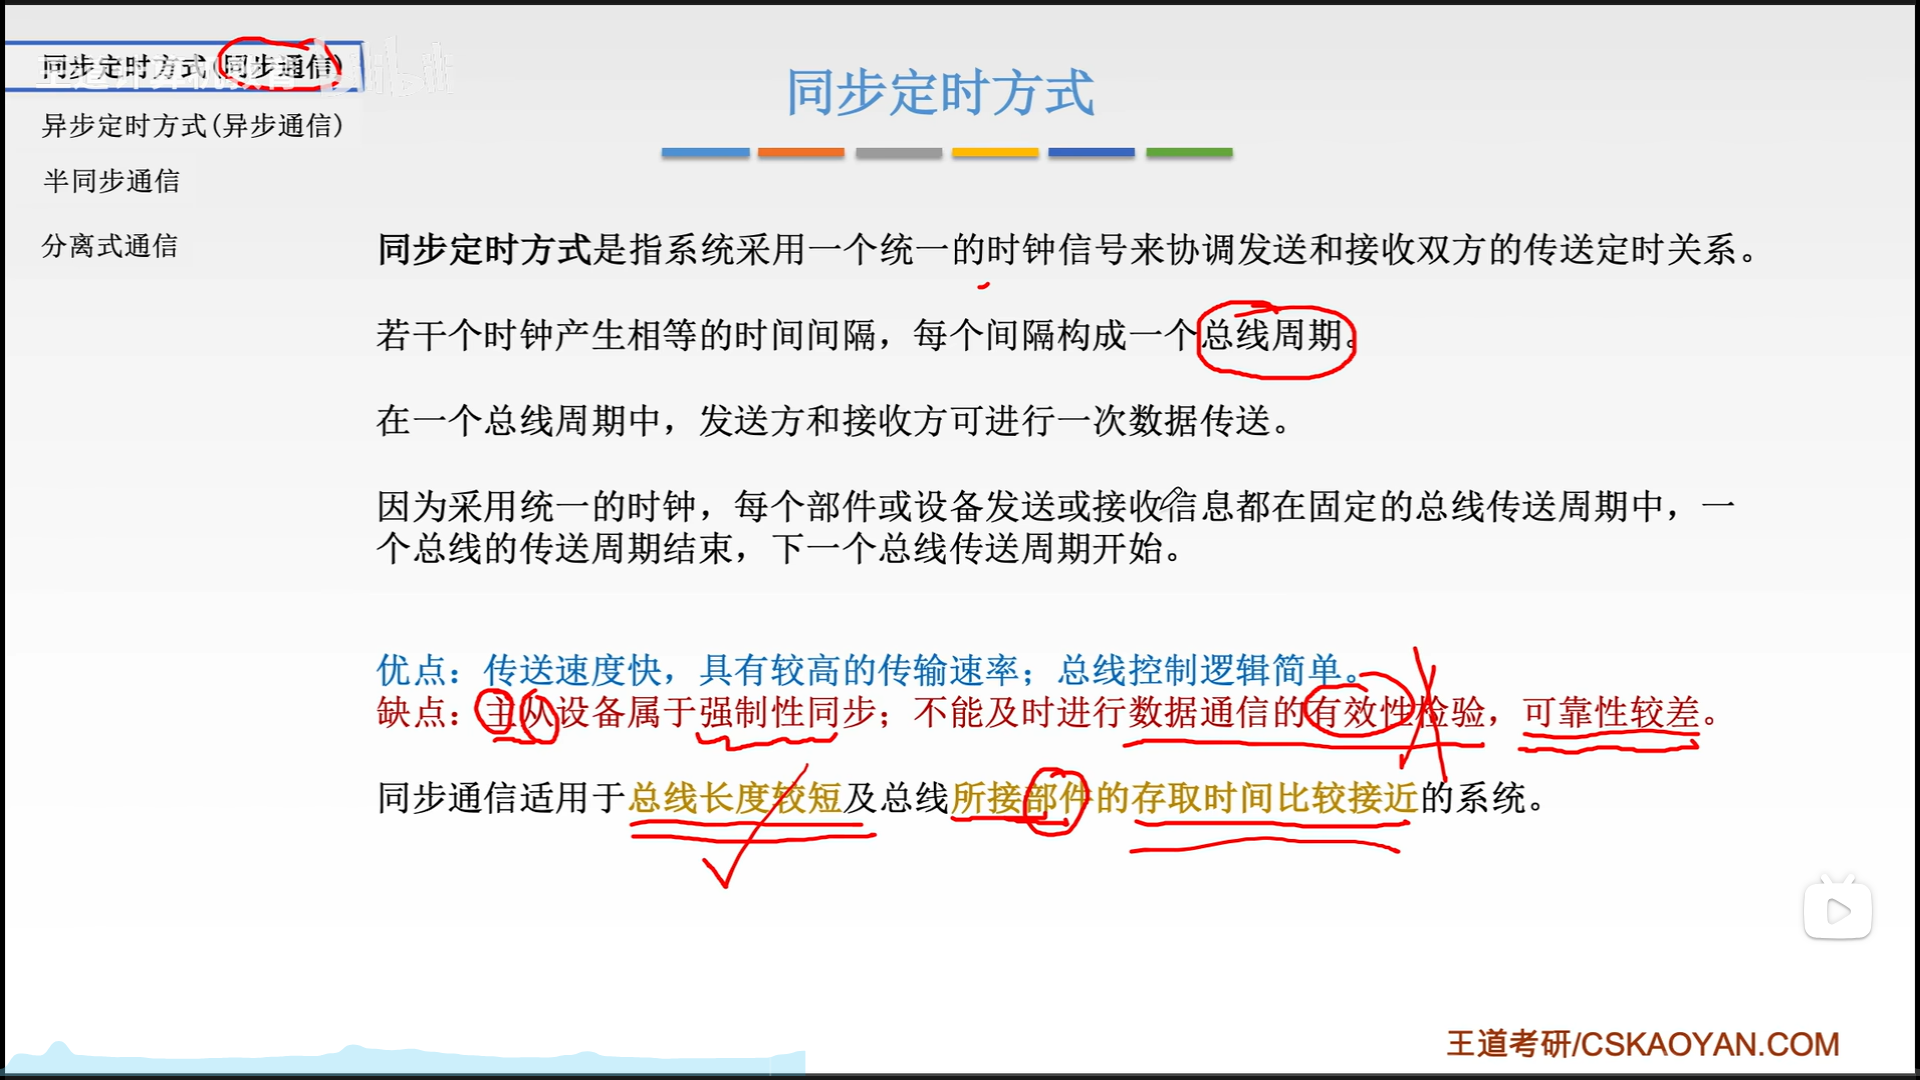 同步定时方式(同步通信)
异步定时方式(异步通信)
半同步通信
分离式通信
同步定时方式
同步定时方式是指系统采用一个统一的时钟信号来协调发送和接收双方的传送定时关系。
若干个时钟产生相等的时间间隔，每个间隔构成一个总线周期。
在一个总线周期中，发送方和接收方可进行一次数据传送。
因为采用统一的时钟，每个部件或设备发送或接收信息都在固定的总线传送周期中，一
个总线的传送周期结束，下一个总线传送周期开始。
优点：传送速度快，具有较高的传输速率；总线控制逻辑简单。
缺点：主从设备属于强制性同步；不能及时进行数据通信的有效性检验，可靠性较差。
同步通信适用于总线长度较短及总线所接部件的存取时间比较接近的系统。
王道考研/CSKAOYAN.COM